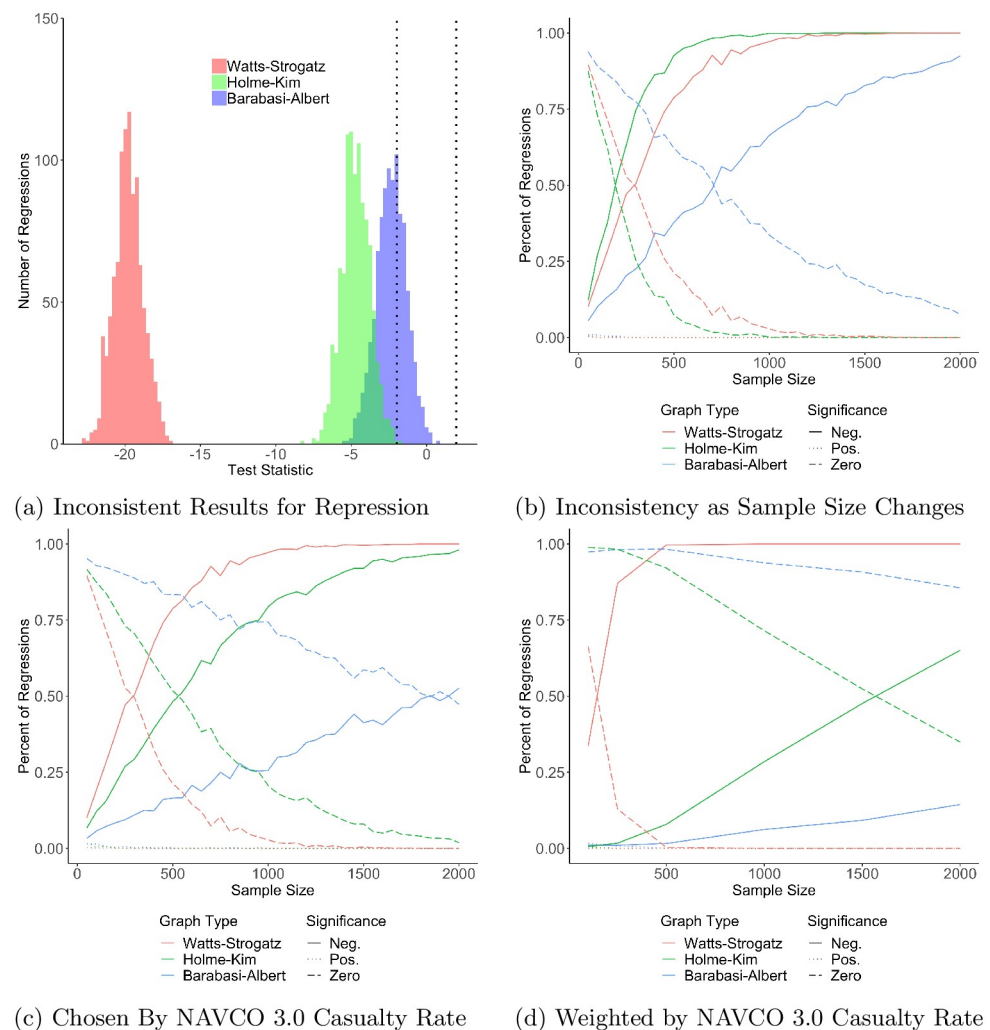 150
100
50
0
Number of Regressions
Watts-Strogatz
Holme-Kim
Barabasi-Albert
-20 -15 -10 -5 0
Test Statistic
(a) Inconsistent Results for Repression
1.00
0.75
0.50
0.25
0.00
Percent of Regressions
0 500 1000 1500 2000
Sample Size
Graph Type Significance
Watts-Strogatz Neg.
Holme-Kim Pos.
Barabasi-Albert Zero
(b) Inconsistency as Sample Size Changes
1.00
0.75
0.50
0.25
0.00
Percent of Regressions
0 500 1000 1500 2000
Sample Size
Graph Type Significance
Watts-Strogatz Neg.
Holme-Kim Pos.
Barabasi-Albert Zero
(c) Chosen By NAVCO 3.0 Casualty Rate
1.00
0.75
0.50
0.25
0.00
Percent of Regressions
500 1000 1500 2000
Sample Size
Graph Type Significance
Watts-Strogatz Neg.
Holme-Kim Pos.
Barabasi-Albert Zero
(d) Weighted by NAVCO 3.0 Casualty Rate